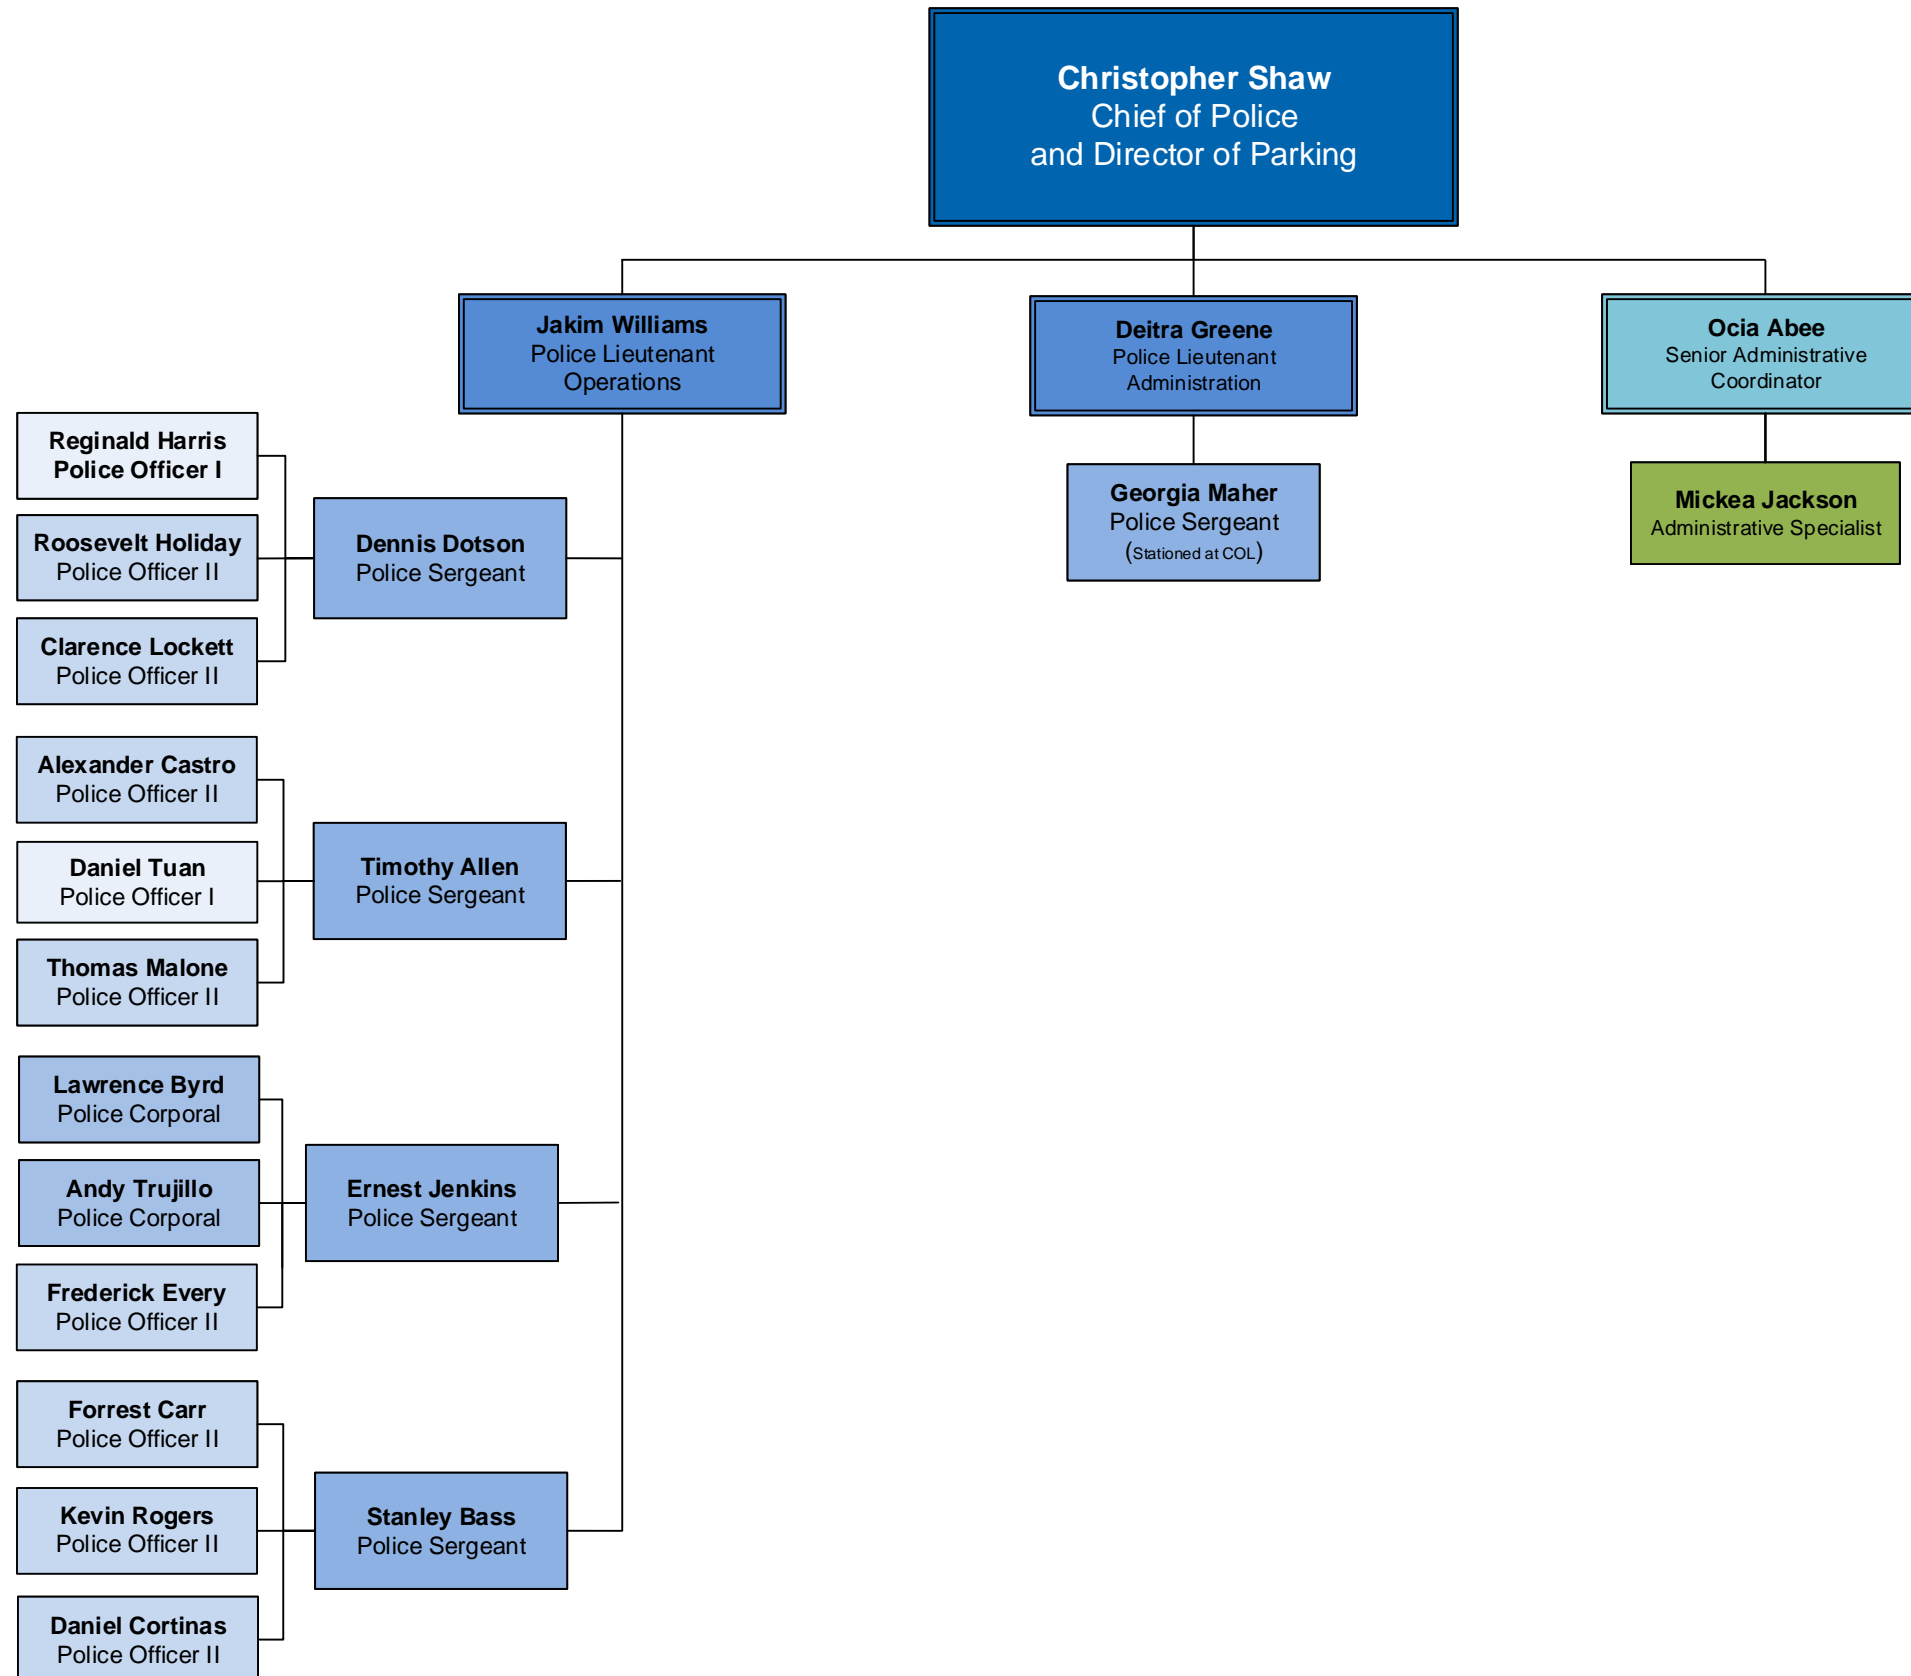 Christopher Shaw
Chief of Police
and Director of Parking
Jakim Williams
Police Lieutenant
Operations
Deitra Greene
Police Lieutenant
Administration
Ocia Abee
Senior Administrative
Coordinator
Georgia Maher
Police Sergeant
(Stationed at COL)
Mickea Jackson
Administrative Specialist
Reginald Harris
Police Officer I
Roosevelt Holiday
Police Officer II
Clarence Lockett
Police Officer II
Dennis Dotson
Police Sergeant
Alexander Castro
Police Officer II
Daniel Tuan
Police Officer I
Thomas Malone
Police Officer II
Timothy Allen
Police Sergeant
Lawrence Byrd
Police Corporal
Andy Trujillo
Police Corporal
Frederick Every
Police Officer II
Ernest Jenkins
Police Sergeant
Forrest Carr
Police Officer II
Kevin Rogers
Police Officer II
Daniel Cortinas
Police Officer II
Stanley Bass
Police Sergeant